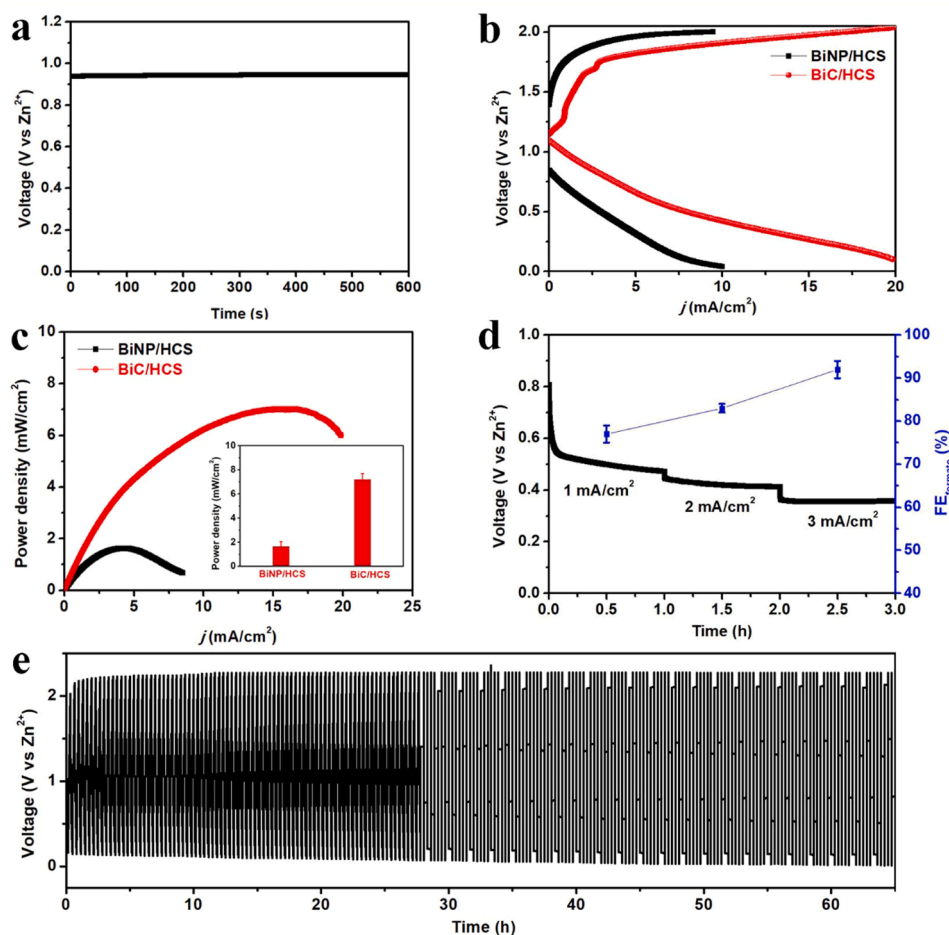 a
Voltage (V vs Zn²⁺)
1.2
1.0
0.8
0.6
0.4
0.2
0.0
0 100 200 300 400 500 600
Time (s)
b
Voltage (V vs Zn²⁺)
2.0
1.5
1.0
0.5
0.0
BiNP/HCS
BiC/HCS
0 5 10 15 20
j (mA/cm²)
c
Power density (mW/cm²)
10
8
6
4
2
0
BiNP/HCS
BiC/HCS
Power density (mW/cm²)
10
8
6
4
2
0
BiNP/HCS BiC/HCS
0 5 10 15 20 25
j (mA/cm²)
d
Voltage (V vs Zn²⁺)
1.0
0.8
0.6
0.4
0.2
0.0
1 mA/cm²
2 mA/cm²
3 mA/cm²
100
90
80
70
60
50
40
FE formate (%)
0.0 0.5 1.0 1.5 2.0 2.5 3.0
Time (h)
e
Voltage (V vs Zn²⁺)
2
1
0
0 10 20 30 40 50 60
Time (h)